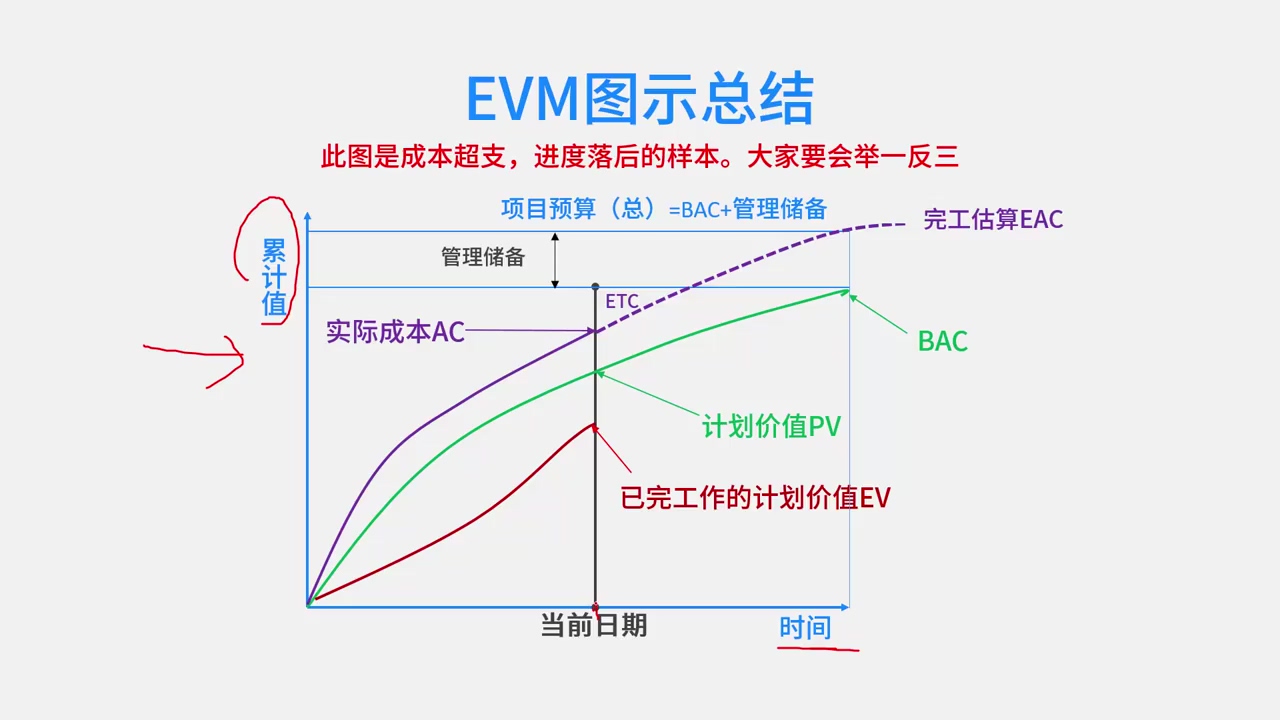 EVM图示总结
此图是成本超支，进度落后的样本。大家要会举一反三
项目预算（总）=BAC+管理储备
完工估算EAC
累计值
管理储备
ETC
实际成本AC
BAC
计划价值PV
已完工作的计划价值EV
当前日期
时间